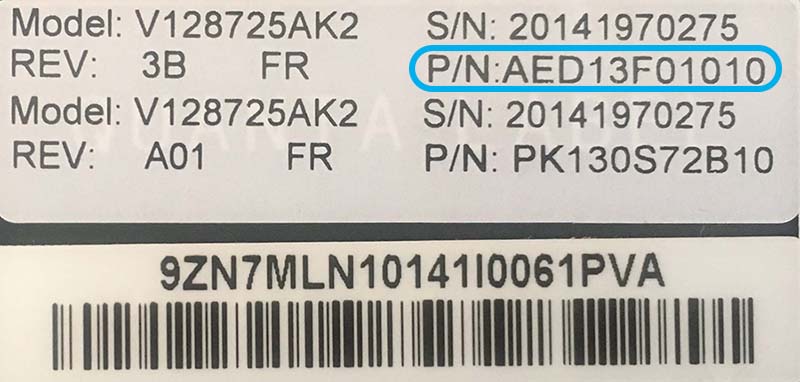 Model: V128725AK2 S/N: 20141970275
REV: 3B FR P/N:AED13F01010
Model: V128725AK2 S/N: 20141970275
REV: A01 FR P/N: PK130S72B10
9ZN7MLN10141I0061PVA